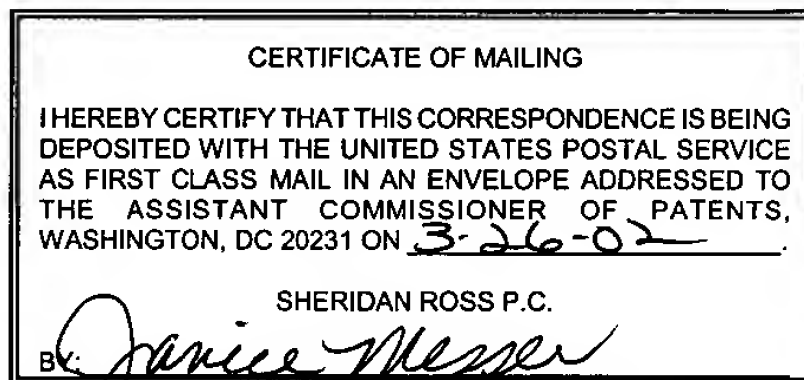 CERTIFICATE OF MAILING
I HEREBY CERTIFY THAT THIS CORRESPONDENCE IS BEING
DEPOSITED WITH THE UNITED STATES POSTAL SERVICE
AS FIRST CLASS MAIL IN AN ENVELOPE ADDRESSED TO
THE ASSISTANT COMMISSIONER OF PATENTS,
WASHINGTON, DC 20231 ON 3-26-02.
SHERIDAN ROSS P.C.
BY: Janice Messer